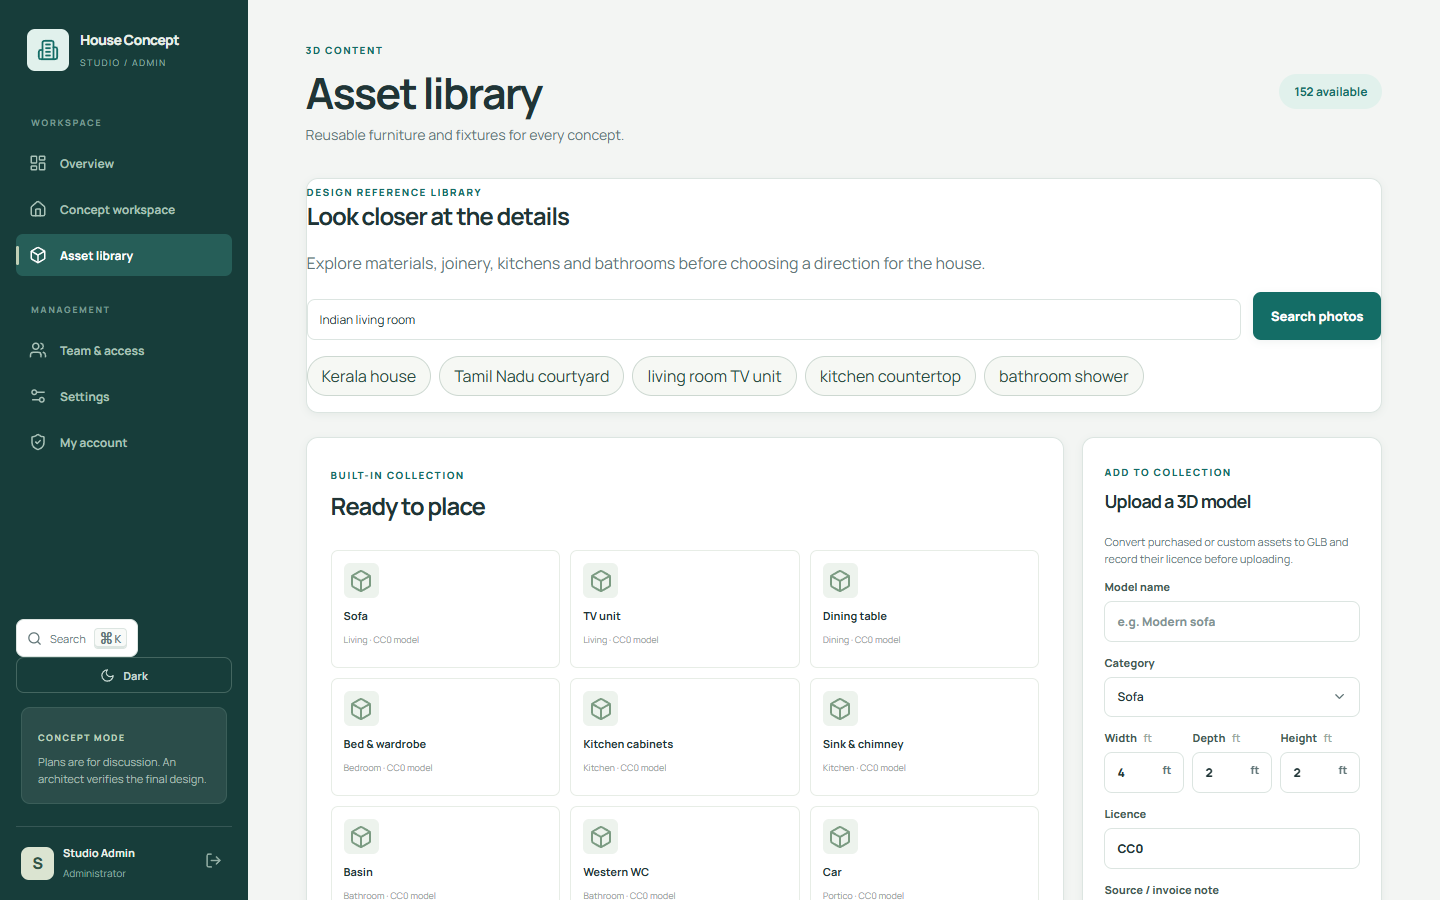 House Concept
STUDIO / ADMIN
WORKSPACE
Overview
Concept workspace
Asset library
MANAGEMENT
Team & access
Settings
My account
Search ⌘K
Dark
CONCEPT MODE
Plans are for discussion. An
architect verifies the final design.
S
Studio Admin
Administrator
3D CONTENT
Asset library
Reusable furniture and fixtures for every concept.
152 available
DESIGN REFERENCE LIBRARY
Look closer at the details
Explore materials, joinery, kitchens and bathrooms before choosing a direction for the house.
Indian living room
Search photos
Kerala house
Tamil Nadu courtyard
living room TV unit
kitchen countertop
bathroom shower
BUILT-IN COLLECTION
Ready to place
Sofa
Living · CC0 model
TV unit
Living · CC0 model
Dining table
Dining · CC0 model
Bed & wardrobe
Bedroom · CC0 model
Kitchen cabinets
Kitchen · CC0 model
Sink & chimney
Kitchen · CC0 model
Basin
Bathroom · CC0 model
Western WC
Bathroom · CC0 model
Car
Portico · CC0 model
ADD TO COLLECTION
Upload a 3D model
Convert purchased or custom assets to GLB and
record their licence before uploading.
Model name
e.g. Modern sofa
Category
Sofa
Width ft
4 ft
Depth ft
2 ft
Height ft
2 ft
Licence
CC0
Source / invoice note